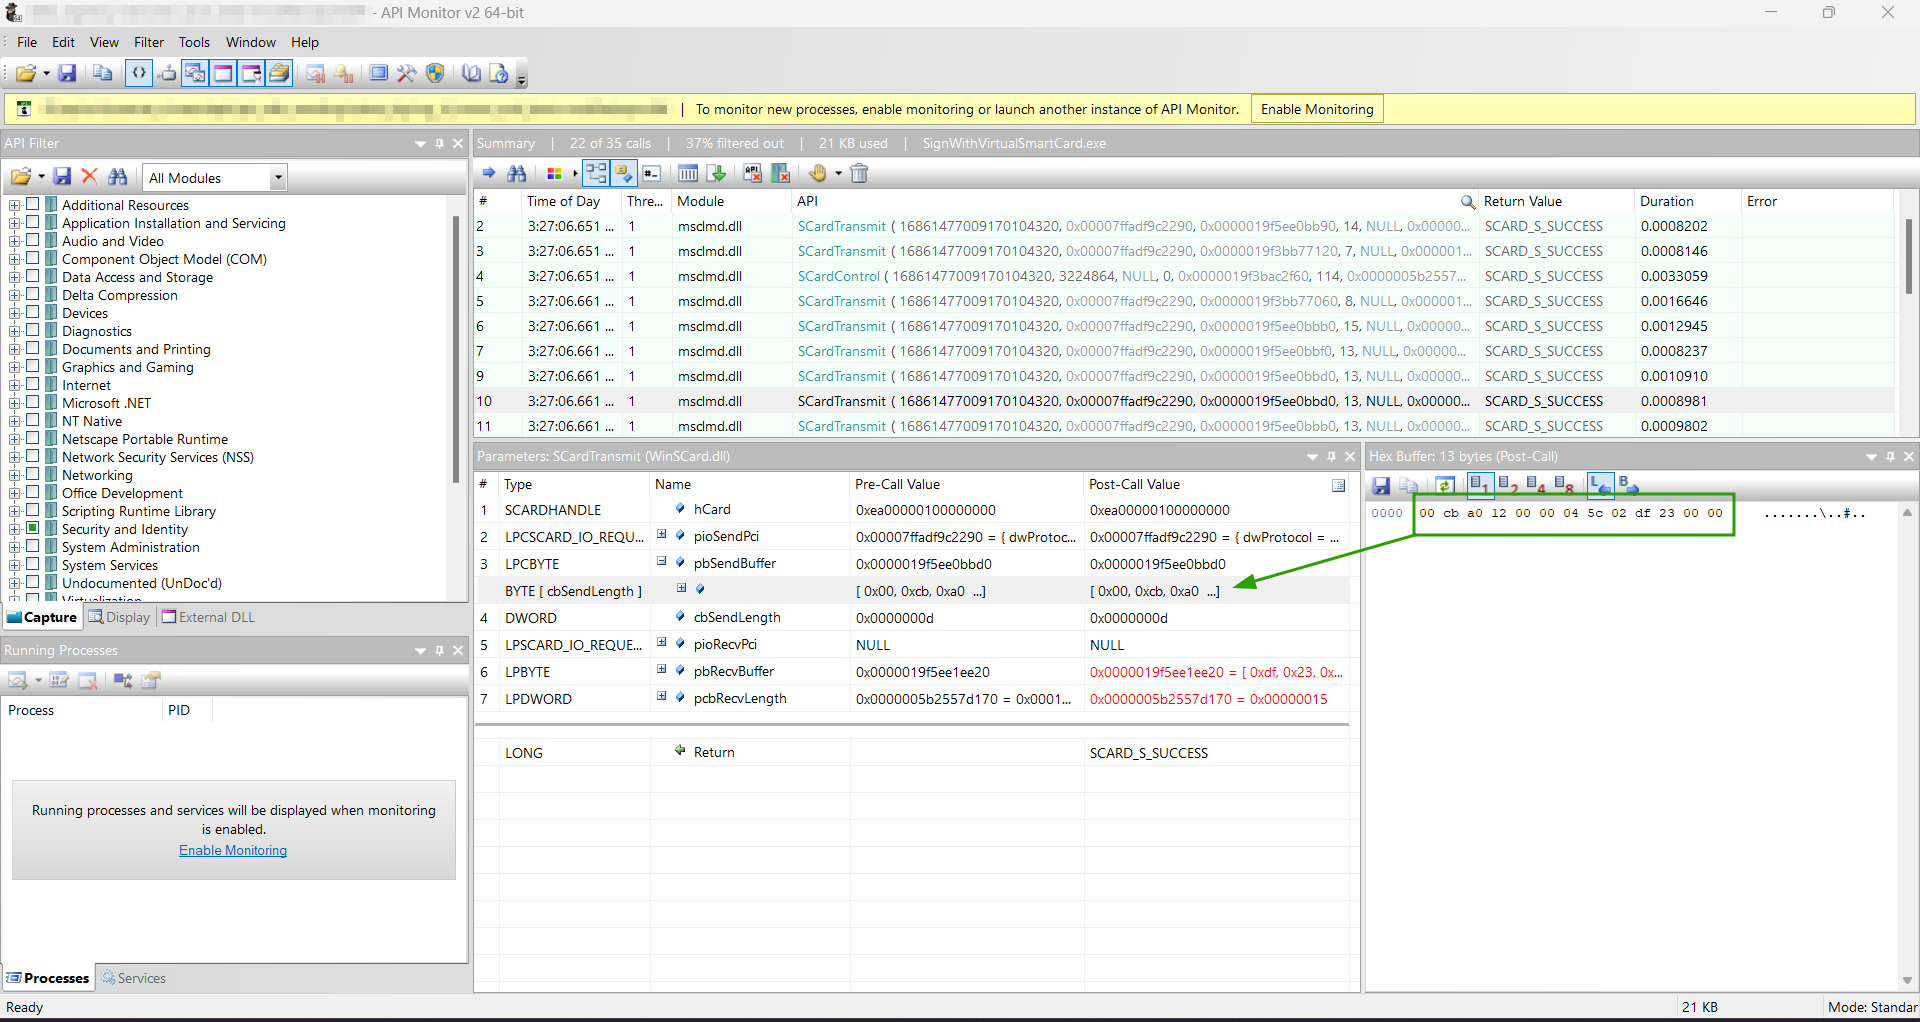 - API Monitor v2 64-bit
File Edit View Filter Tools Window Help
| To monitor new processes, enable monitoring or launch another instance of API Monitor. Enable Monitoring
API Filter
All Modules
Additional Resources
Application Installation and Servicing
Audio and Video
Component Object Model (COM)
Data Access and Storage
Delta Compression
Devices
Diagnostics
Documents and Printing
Graphics and Gaming
Internet
Microsoft .NET
NT Native
Netscape Portable Runtime
Network Security Services (NSS)
Networking
Office Development
Scripting Runtime Library
Security and Identity
System Administration
System Services
Undocumented (UnDoc'd)
Virtualization
Capture Display External DLL
Running Processes
Process PID
Running processes and services will be displayed when monitoring
is enabled.
Enable Monitoring
Processes Services
Summary | 22 of 35 calls | 37% filtered out | 21 KB used | SignWithVirtualSmartCard.exe
# Time of Day Thre... Module API Return Value Duration Error
2 3:27:06.651 ... 1 msclmd.dll SCardTransmit ( 16861477009170104320, 0x00007ffadf9c2290, 0x0000019f5ee0bb90, 14, NULL, 0x00000... SCARD_S_SUCCESS 0.0008202
3 3:27:06.651 ... 1 msclmd.dll SCardTransmit ( 16861477009170104320, 0x00007ffadf9c2290, 0x0000019f3bb77120, 7, NULL, 0x000001... SCARD_S_SUCCESS 0.0008146
4 3:27:06.651 ... 1 msclmd.dll SCardControl ( 16861477009170104320, 3224864, NULL, 0, 0x0000019f3bac2f60, 114, 0x0000005b2557... SCARD_S_SUCCESS 0.0033059
5 3:27:06.661 ... 1 msclmd.dll SCardTransmit ( 16861477009170104320, 0x00007ffadf9c2290, 0x0000019f3bb77060, 8, NULL, 0x000001... SCARD_S_SUCCESS 0.0016646
6 3:27:06.661 ... 1 msclmd.dll SCardTransmit ( 16861477009170104320, 0x00007ffadf9c2290, 0x0000019f5ee0bbb0, 15, NULL, 0x00000... SCARD_S_SUCCESS 0.0012945
7 3:27:06.661 ... 1 msclmd.dll SCardTransmit ( 16861477009170104320, 0x00007ffadf9c2290, 0x0000019f5ee0bbf0, 13, NULL, 0x00000... SCARD_S_SUCCESS 0.0008237
9 3:27:06.661 ... 1 msclmd.dll SCardTransmit ( 16861477009170104320, 0x00007ffadf9c2290, 0x0000019f5ee0bbd0, 13, NULL, 0x00000... SCARD_S_SUCCESS 0.0010910
10 3:27:06.661 ... 1 msclmd.dll SCardTransmit ( 16861477009170104320, 0x00007ffadf9c2290, 0x0000019f5ee0bbd0, 13, NULL, 0x00000... SCARD_S_SUCCESS 0.0008981
11 3:27:06.661 ... 1 msclmd.dll SCardTransmit ( 16861477009170104320, 0x00007ffadf9c2290, 0x0000019f5ee0bbb0, 13, NULL, 0x00000... SCARD_S_SUCCESS 0.0009802
Parameters: SCardTransmit (WinSCard.dll)
# Type Name Pre-Call Value Post-Call Value
1 SCARDHANDLE hCard 0xea00000100000000 0xea00000100000000
2 LPCSCARD_IO_REQU... pioSendPci 0x00007ffadf9c2290 = { dwProtoc... 0x00007ffadf9c2290 = { dwProtocol = ...
3 LPCBYTE pbSendBuffer 0x0000019f5ee0bbd0 0x0000019f5ee0bbd0
BYTE [ cbSendLength ] [ 0x00, 0xcb, 0xa0 ...] [ 0x00, 0xcb, 0xa0 ...]
4 DWORD cbSendLength 0x0000000d 0x0000000d
5 LPSCARD_IO_REQUE... pioRecvPci NULL NULL
6 LPBYTE pbRecvBuffer 0x0000019f5ee1ee20 0x0000019f5ee1ee20 = [ 0xdf, 0x23, 0x...
7 LPDWORD pcbRecvLength 0x0000005b2557d170 = 0x0001... 0x0000005b2557d170 = 0x00000015
LONG Return SCARD_S_SUCCESS
Hex Buffer: 13 bytes (Post-Call)
0000 00 cb a0 12 00 00 04 5c 02 df 23 00 00 .......\..#..
Ready 21 KB Mode: Standar